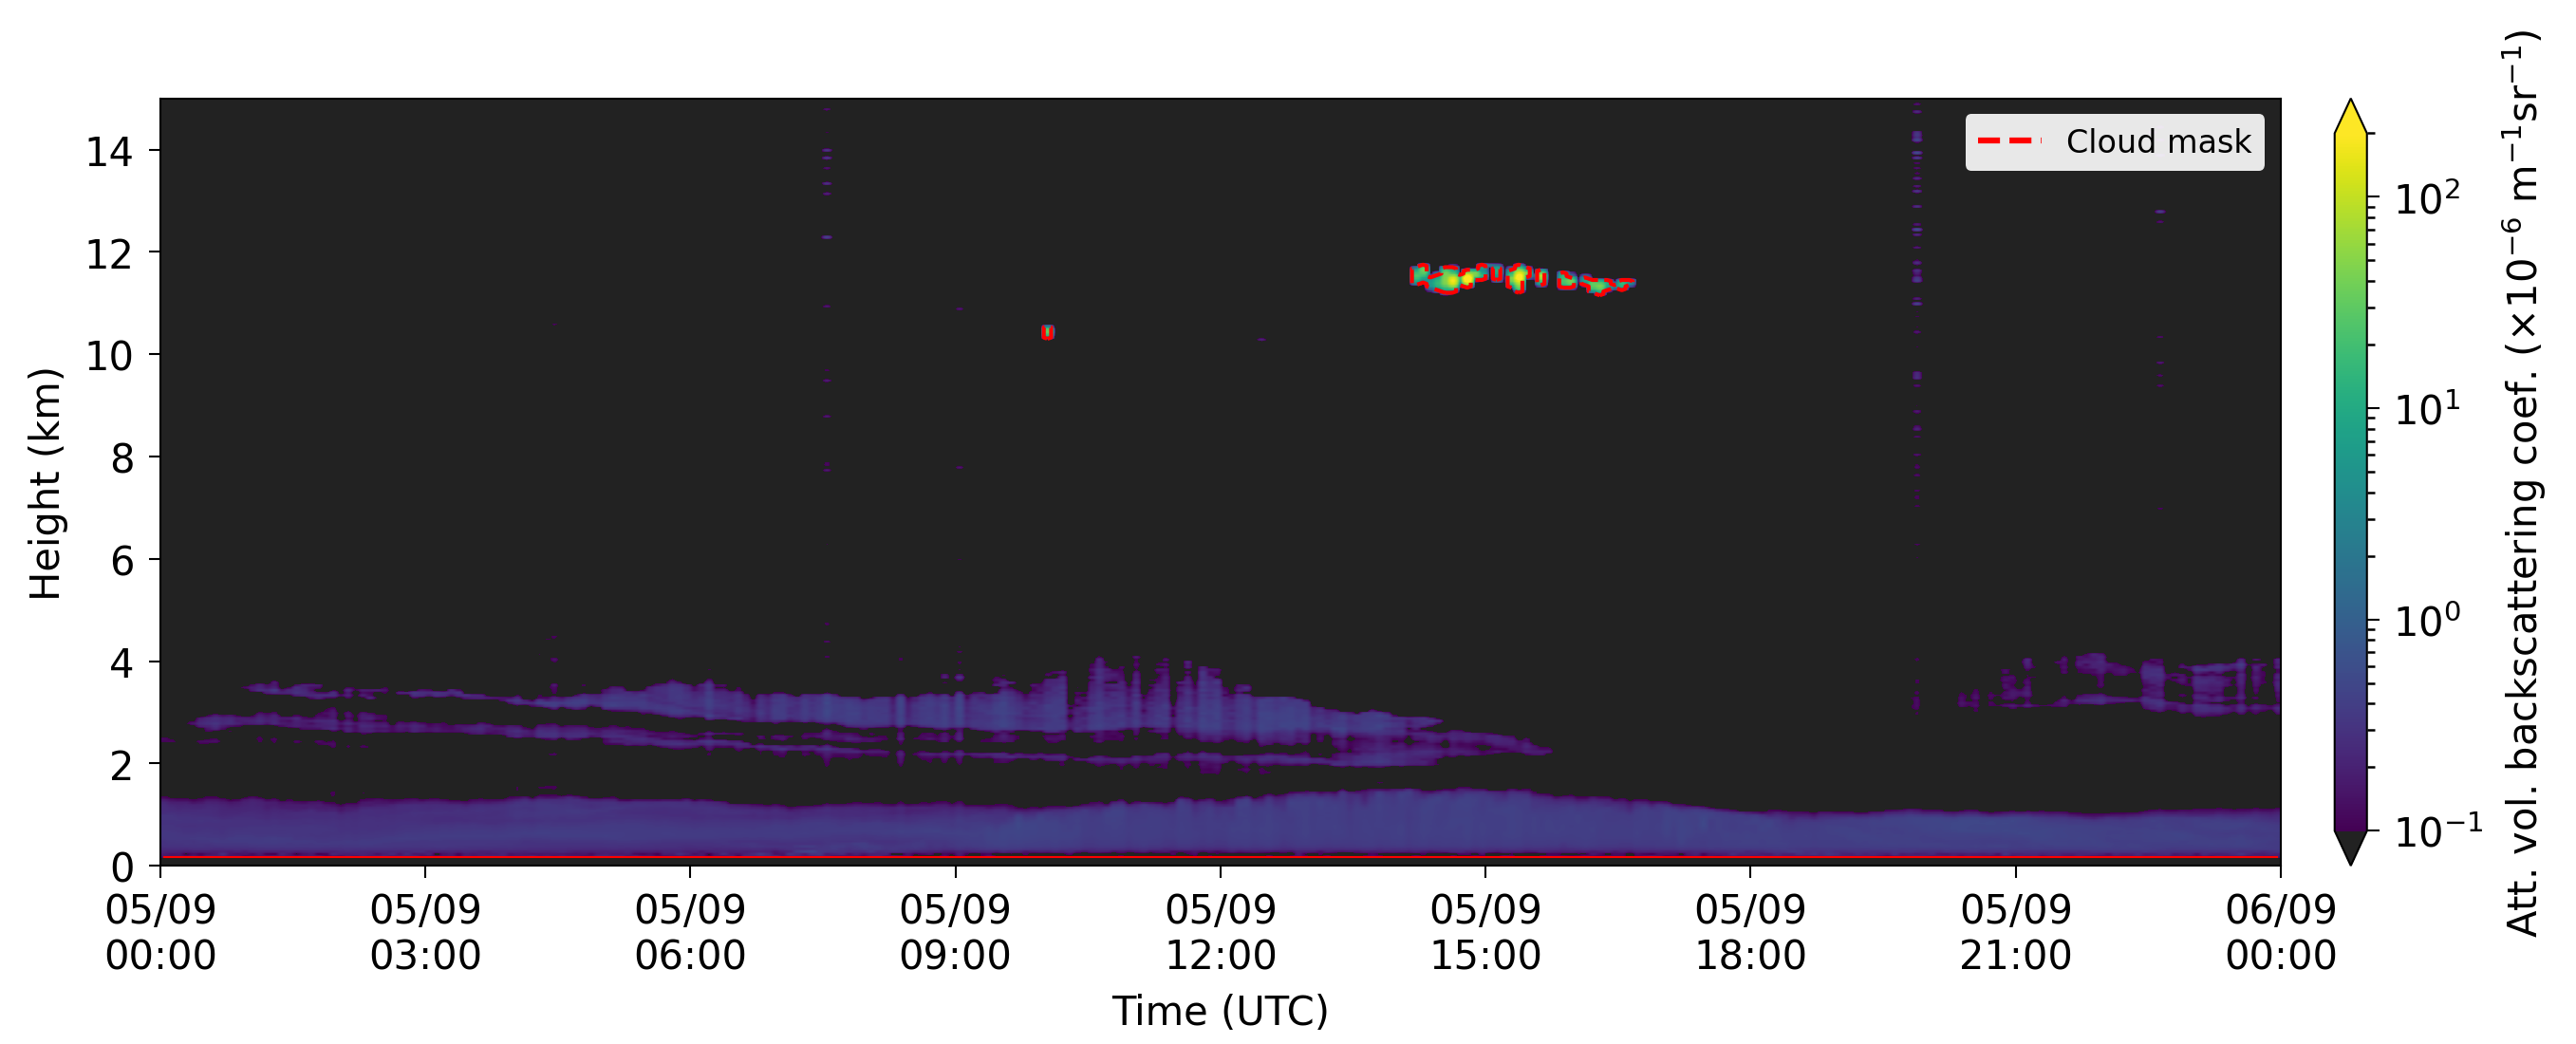 Cloud mask
14
12
10
8
6
4
2
0
Height (km)
05/09 05/09 05/09 05/09 05/09 05/09 05/09 05/09 06/09
00:00 03:00 06:00 09:00 12:00 15:00 18:00 21:00 00:00
Time (UTC)
10²
10¹
10⁰
10⁻¹
Att. vol. backscattering coef. (×10⁻⁶ m⁻¹sr⁻¹)